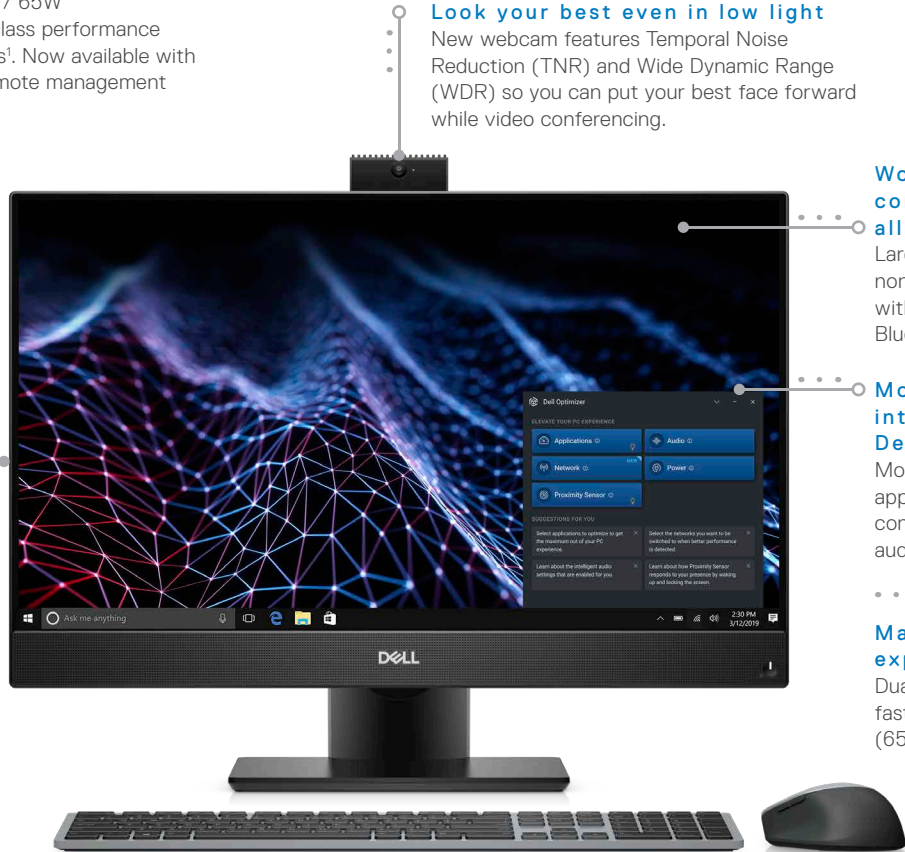 65W
lass performance
s¹. Now available with
mote management
Look your best even in low light
New webcam features Temporal Noise
Reduction (TNR) and Wide Dynamic Range
(WDR) so you can put your best face forward
while video conferencing.
Wo
co
all
Lar
non
with
Blu
Mo
int
De
Mo
app
con
aud
Ma
exp
Dua
fast
(65
Dell Optimizer
ELEVATE YOUR PC EXPERIENCE
Applications
Audio
Network
Power
Proximity Sensor
SUGGESTIONS FOR YOU
Select applications to optimize to get
the maximum out of your PC
experience.
Select the networks you want to be
switched to when better performance
is detected.
Learn about the intelligent audio
settings that are enabled for you.
Learn about how Proximity Sensor
responds to your presence by waking
up and locking the screen.
Ask me anything
2:30 PM
3/12/2019
DELL